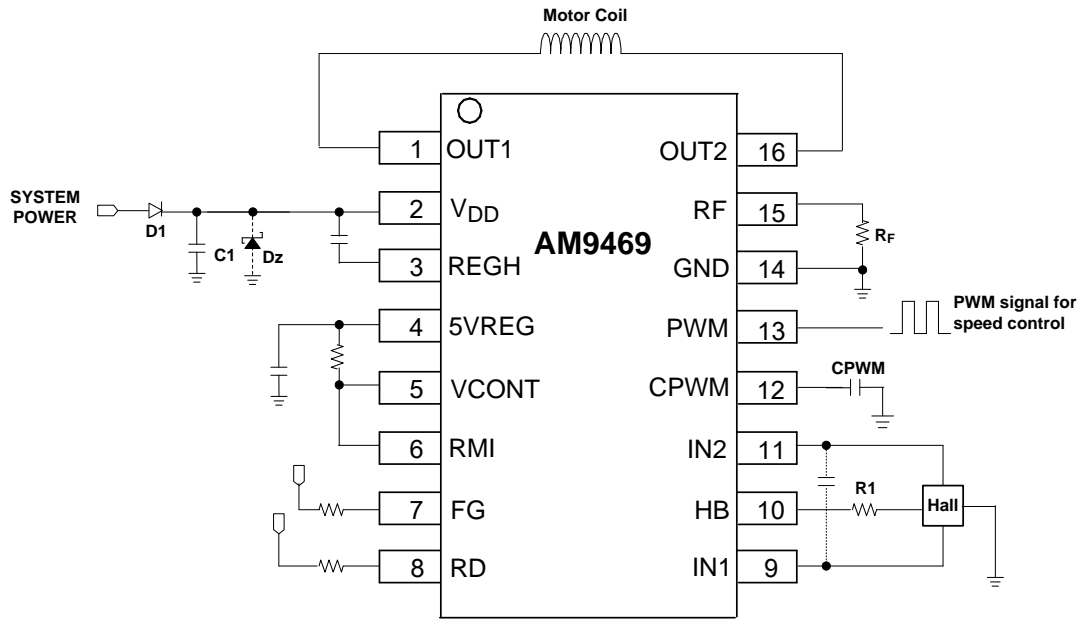 Motor Coil
1 OUT1
OUT2 16
SYSTEM
POWER
D1
C1
Dz
2 VDD
RF 15
RF
AM9469
3 REGH
GND 14
4 5VREG
PWM 13
PWM signal for
speed control
5 VCONT
CPWM 12
CPWM
6 RMI
IN2 11
7 FG
HB 10
R1
Hall
8 RD
IN1 9